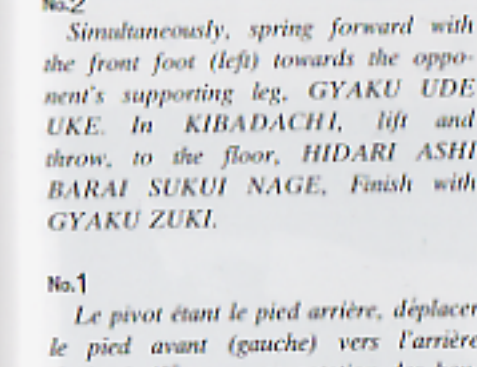 No.2
Simultaneously, spring forward with
the front foot (left) towards the oppo-
nent's supporting leg, GYAKU UDE
UKE. In KIBADACHI, lift and
throw, to the floor, HIDARI ASHI
BARAI SUKUI NAGE, Finish with
GYAKU ZUKI.
No.1
Le pivot étant le pied arrière, déplacer
le pied avant (gauche) vers l'arrière